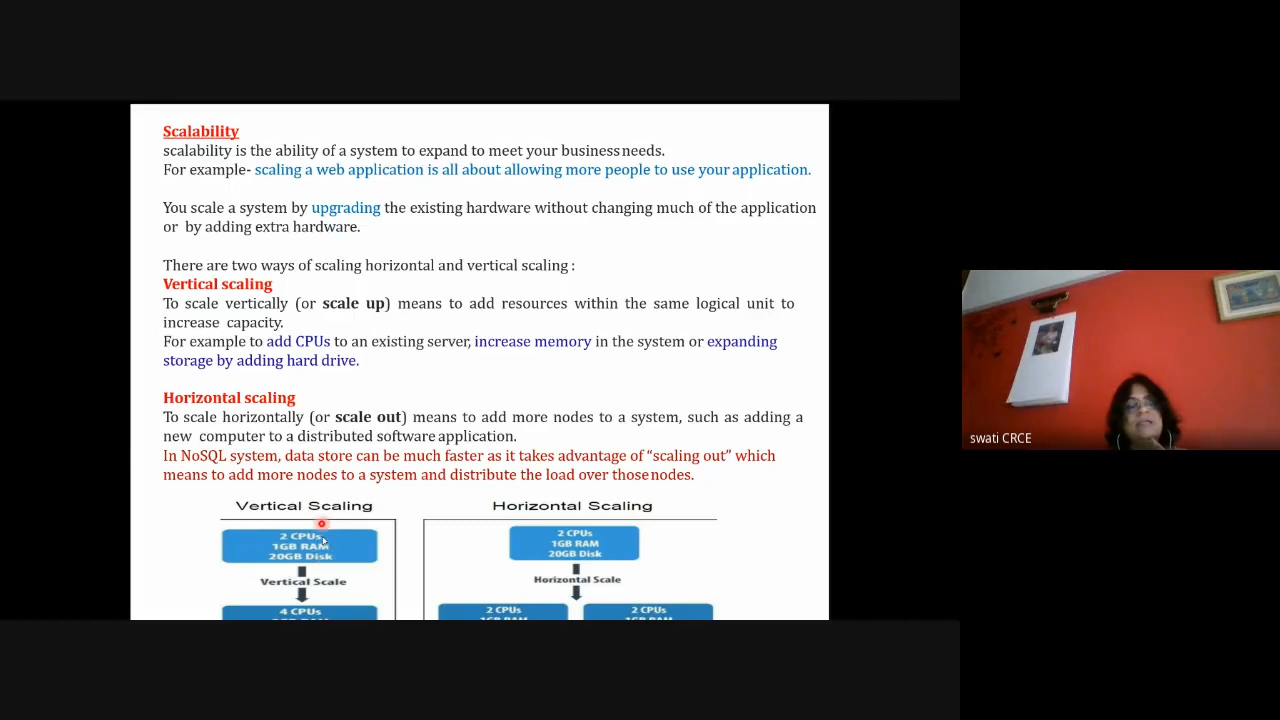 Scalability
scalability is the ability of a system to expand to meet your business needs.
For example- scaling a web application is all about allowing more people to use your application.
You scale a system by upgrading the existing hardware without changing much of the application
or by adding extra hardware.
There are two ways of scaling horizontal and vertical scaling :
Vertical scaling
To scale vertically (or scale up) means to add resources within the same logical unit to
increase capacity.
For example to add CPUs to an existing server, increase memory in the system or expanding
storage by adding hard drive.
Horizontal scaling
To scale horizontally (or scale out) means to add more nodes to a system, such as adding a
new computer to a distributed software application.
In NoSQL system, data store can be much faster as it takes advantage of “scaling out” which
means to add more nodes to a system and distribute the load over those nodes.
Vertical Scaling
2 CPUs
1GB RAM
20GB Disk
Vertical Scale
4 CPUs
Horizontal Scaling
2 CPUs
1GB RAM
20GB Disk
Horizontal Scale
2 CPUs
1GB RAM
2 CPUs
1GB RAM
swati CRCE